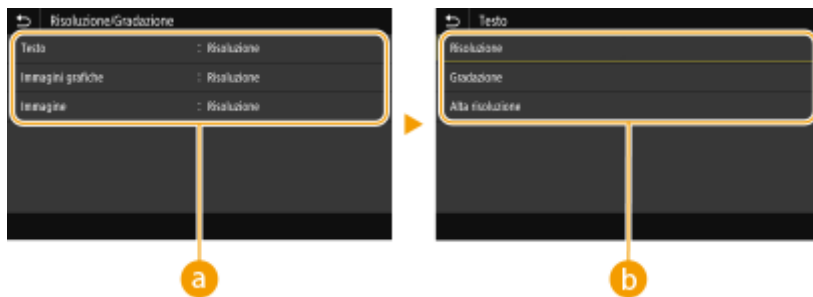 Risoluzione/Gradazione
Testo : Risoluzione
Immagini grafiche : Risoluzione
Immagine : Risoluzione
a
Testo
Risoluzione
Gradazione
Alta risoluzione
b